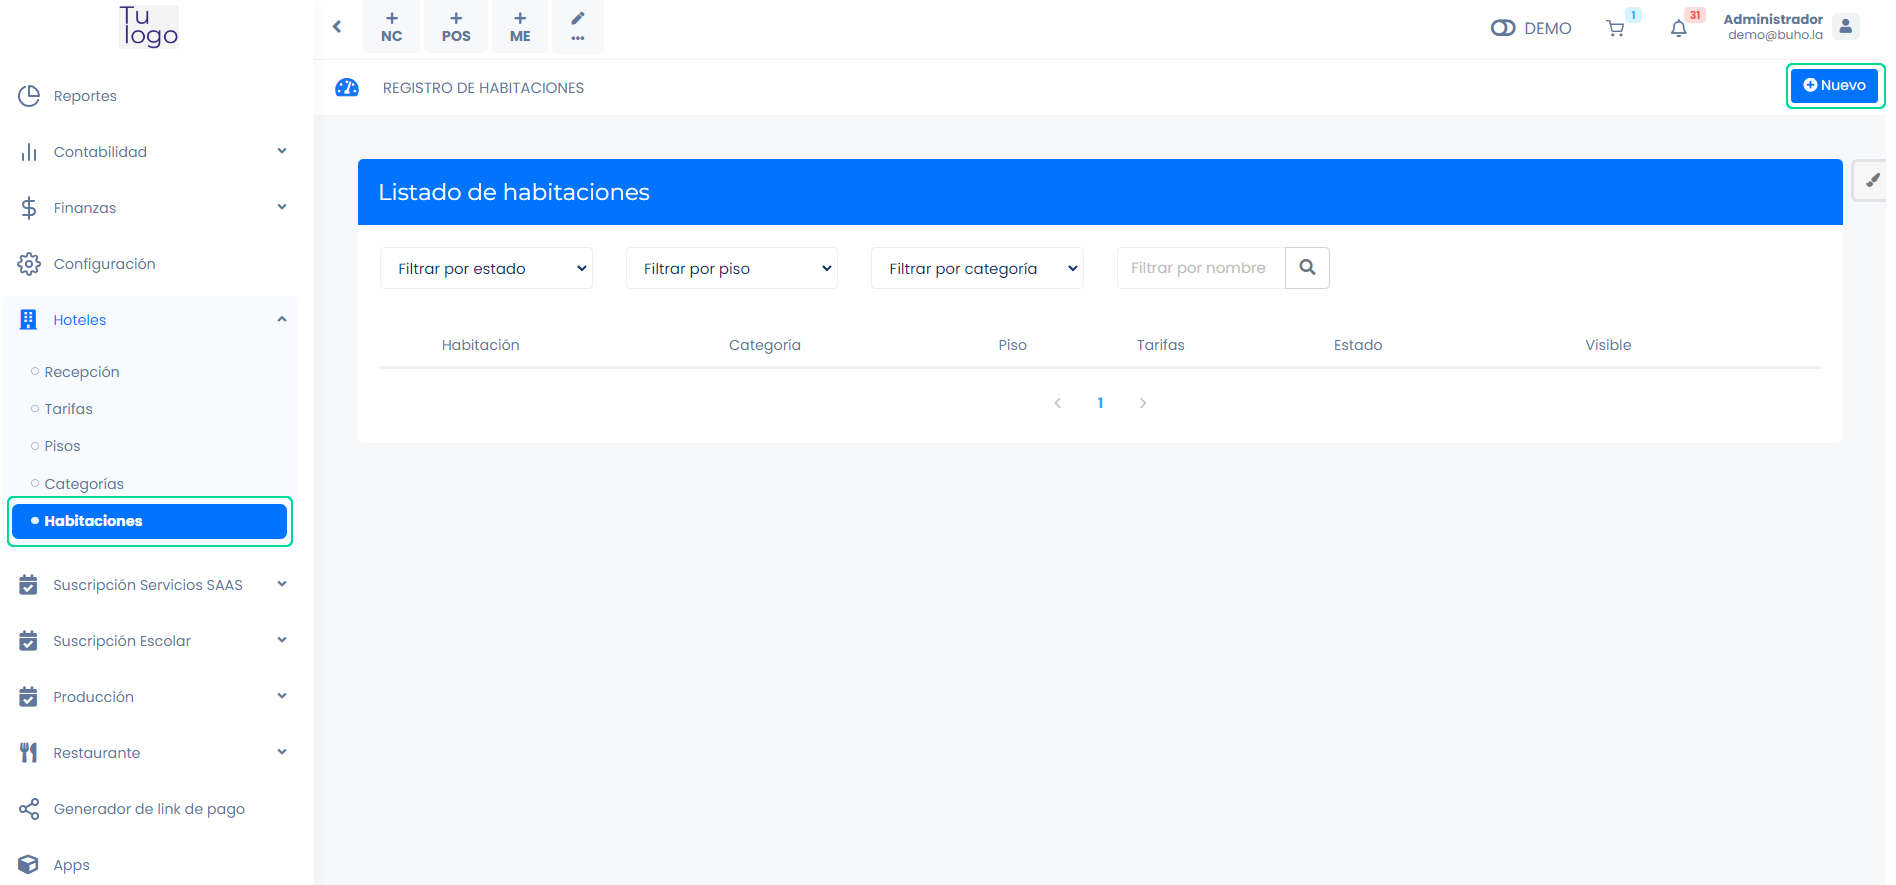 Tu
logo
Reportes
Contabilidad
Finanzas
Configuración
Hoteles
Recepción
Tarifas
Pisos
Categorías
Habitaciones
Suscripción Servicios SAAS
Suscripción Escolar
Producción
Restaurante
Generador de link de pago
Apps
+ NC
+ POS
+ ME
...
DEMO
1
31
Administrador
demo@buho.la
REGISTRO DE HABITACIONES
Nuevo
Listado de habitaciones
Filtrar por estado
Filtrar por piso
Filtrar por categoría
Filtrar por nombre
Habitación Categoría Piso Tarifas Estado Visible
< 1 >